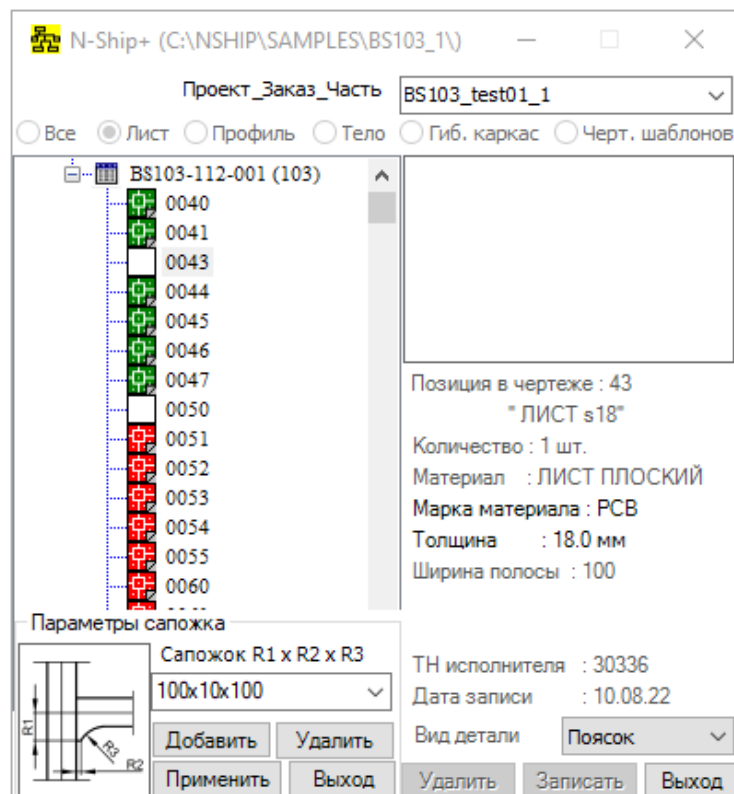 N-Ship+ (C:\NSHIP\SAMPLES\BS103_1\)
Проект_Заказ_Часть BS103_test01_1
Все Лист Профиль Тело Гиб. каркас Черт. шаблонов
BS103-112-001 (103)
0040
0041
0043
0044
0045
0046
0047
0050
0051
0052
0053
0054
0055
0060
Позиция в чертеже : 43
" ЛИСТ s18"
Количество : 1 шт.
Материал : ЛИСТ ПЛОСКИЙ
Марка материала : РСВ
Толщина : 18.0 мм
Ширина полосы : 100
Параметры сапожка
Сапожок R1 x R2 x R3
100x10x100
R1
R3
R2
Добавить Удалить
Применить Выход
ТН исполнителя : 30336
Дата записи : 10.08.22
Вид детали Поясок
Удалить Записать Выход